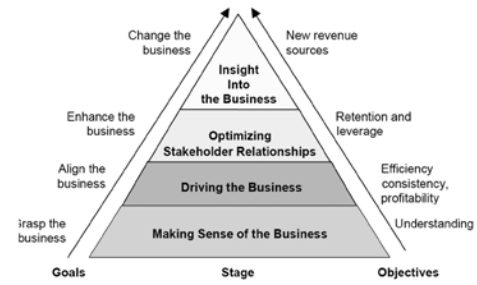 Change the
business
New revenue
sources
Insight
Into
the Business
Enhance the
business
Retention and
leverage
Optimizing
Stakeholder Relationships
Align the
business
Efficiency
consistency,
profitability
Driving the Business
rasp the
business
Understanding
Making Sense of the Business
Goals
Stage
Objectives